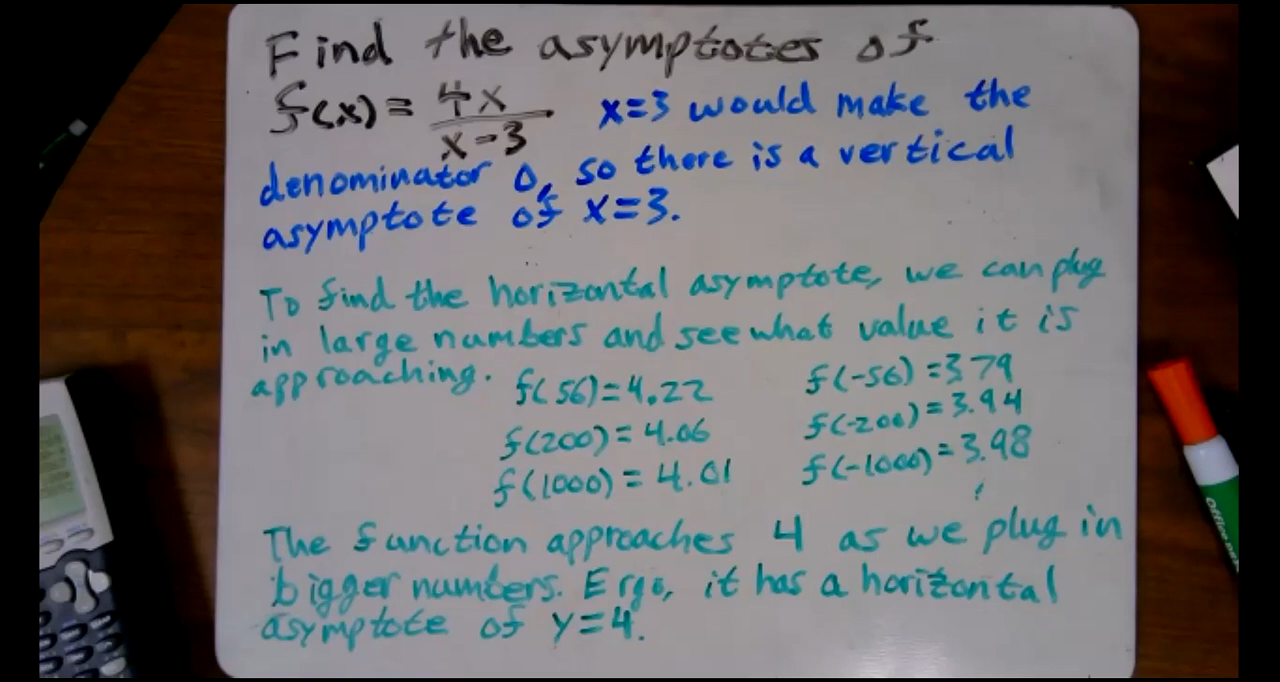 Find the asymptotes of
f(x) = 4x / x-3 x=3 would make the
denominator 0, so there is a vertical
asymptote of x=3.
To find the horizontal asymptote, we can plug
in large numbers and see what value it is
approaching. f(56)=4.22 f(-56)=3.79
f(200)=4.06 f(-200)=3.94
f(1000)=4.01 f(-1000)=3.98
The function approaches 4 as we plug in
bigger numbers. Ergo, it has a horizontal
asymptote of y=4.
Office